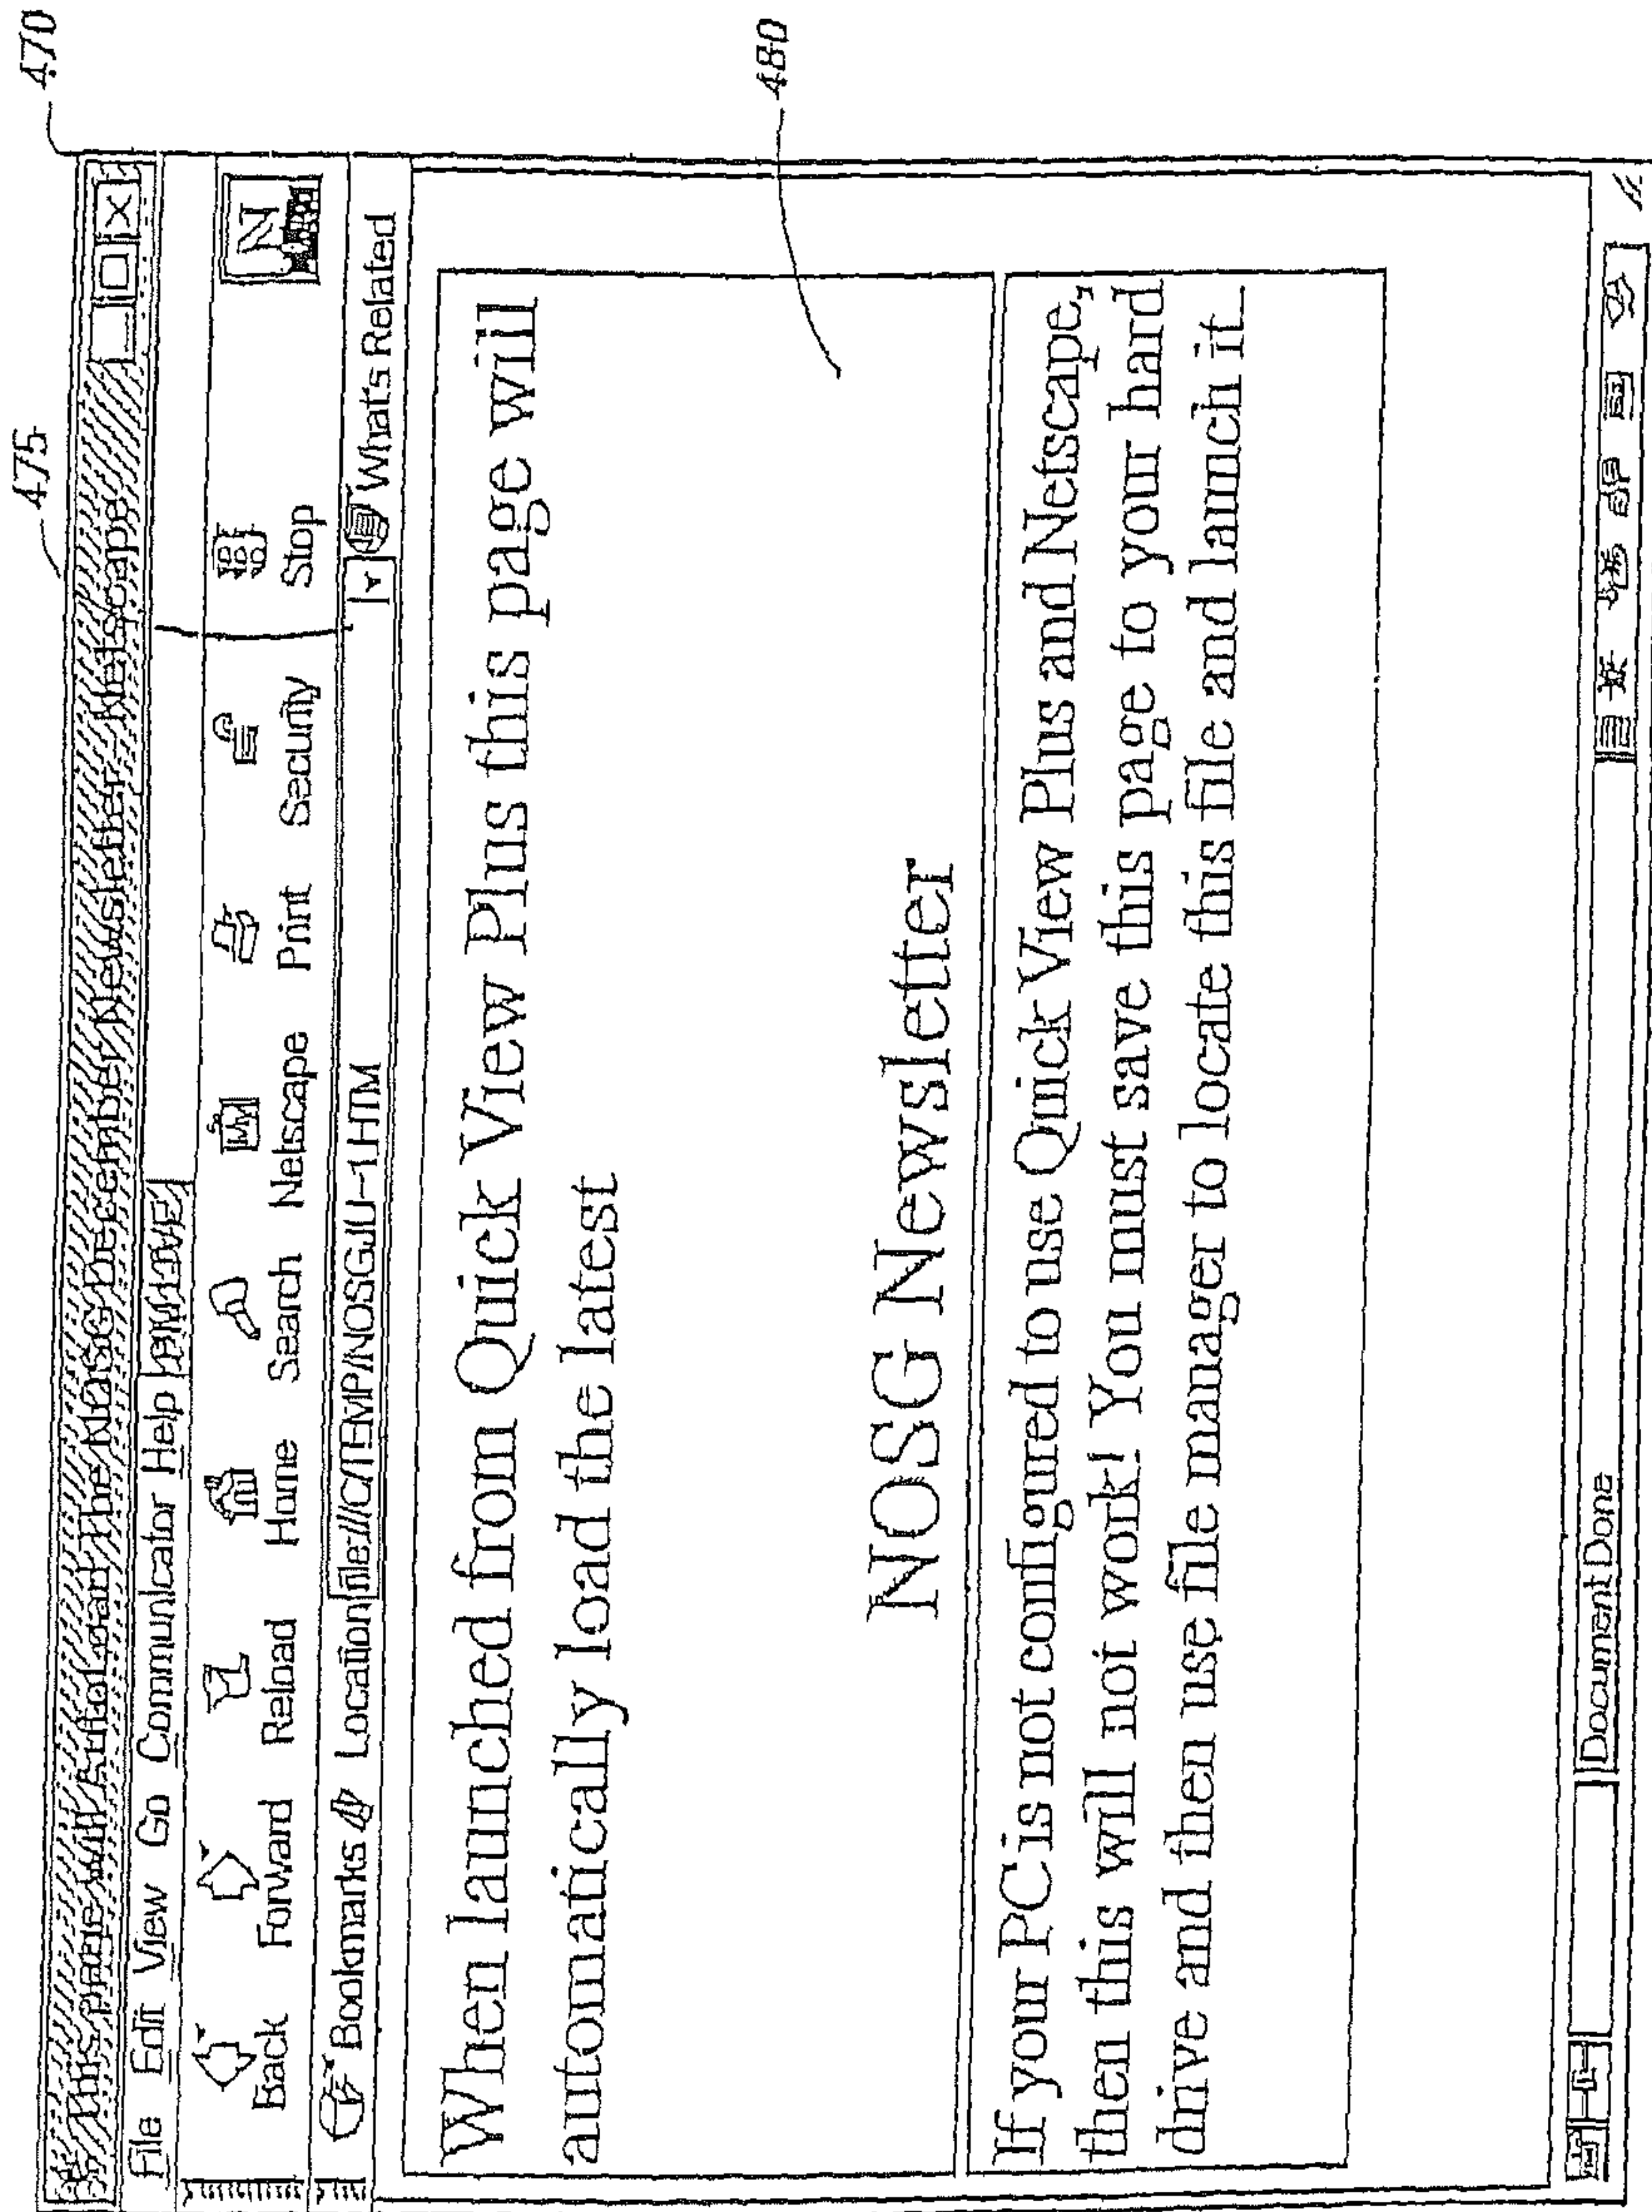 470
475
This page will AutoLoad the NOSG December Newsletter - Netscape
File Edit View Go Communicator Help
Back Forward Reload Home Search Netscape Print Security Stop
N
Bookmarks Location file:///C/TEMP/NOSGJU~1.HTM What's Related
When launched from Quick View Plus this page will
automatically load the latest
480
NOSG Newsletter
If your PC is not configured to use Quick View Plus and Netscape,
then this will not work! You must save this page to your hard
drive and then use file manager to locate this file and launch it.
Document Done